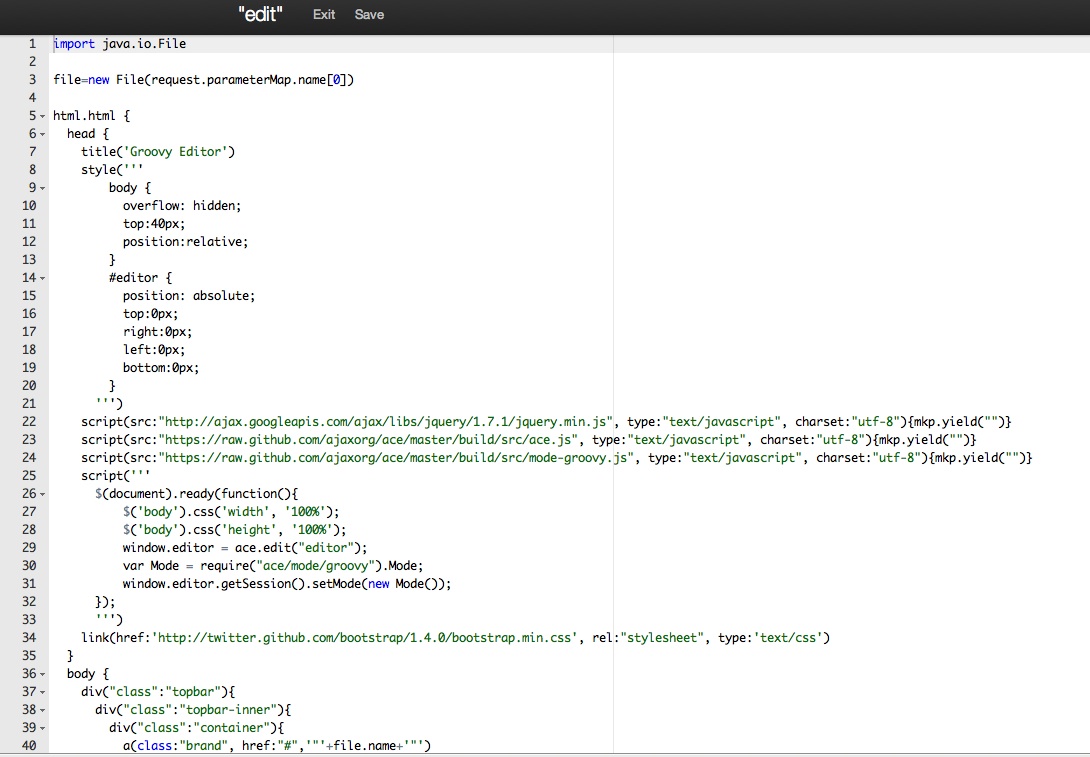 "edit" Exit Save
1 import java.io.File
2
3 file=new File(request.parameterMap.name[0])
4
5 html.html {
6 head {
7 title('Groovy Editor')
8 style('''
9 body {
10 overflow: hidden;
11 top:40px;
12 position:relative;
13 }
14 #editor {
15 position: absolute;
16 top:0px;
17 right:0px;
18 left:0px;
19 bottom:0px;
20 }
21 ''')
22 script(src:"http://ajax.googleapis.com/ajax/libs/jquery/1.7.1/jquery.min.js", type:"text/javascript", charset:"utf-8"){mkp.yield("")}
23 script(src:"https://raw.github.com/ajaxorg/ace/master/build/src/ace.js", type:"text/javascript", charset:"utf-8"){mkp.yield("")}
24 script(src:"https://raw.github.com/ajaxorg/ace/master/build/src/mode-groovy.js", type:"text/javascript", charset:"utf-8"){mkp.yield("")}
25 script('''
26 $(document).ready(function(){
27 $('body').css('width', '100%');
28 $('body').css('height', '100%');
29 window.editor = ace.edit("editor");
30 var Mode = require("ace/mode/groovy").Mode;
31 window.editor.getSession().setMode(new Mode());
32 });
33 ''')
34 link(href:'http://twitter.github.com/bootstrap/1.4.0/bootstrap.min.css', rel:"stylesheet", type:'text/css')
35 }
36 body {
37 div("class":"topbar"){
38 div("class":"topbar-inner"){
39 div("class":"container"){
40 a(class:"brand", href:"#",'"'+file.name+'"')